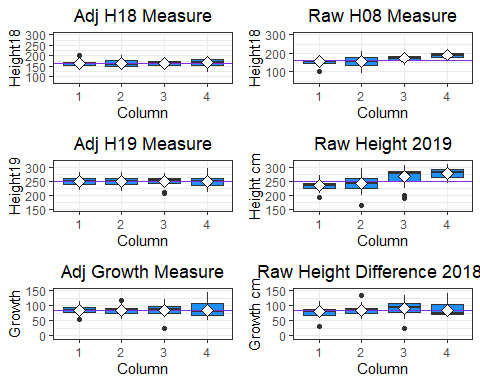 Adj H18 Measure
Raw H08 Measure
Height18
300
250
200
150
100
1 2 3 4
Column
Height18
300
200
100
1 2 3 4
Column
Adj H19 Measure
Raw Height 2019
Height19
300
250
200
150
1 2 3 4
Column
Height cm
300
250
200
150
1 2 3 4
Column
Adj Growth Measure
Raw Height Difference 2018
Growth
150
100
50
0
1 2 3 4
Column
Growth cm
150
100
50
0
1 2 3 4
Column